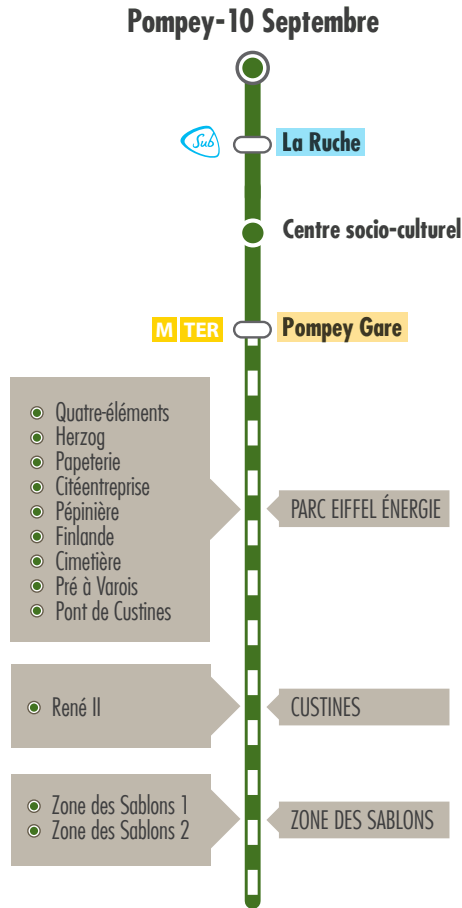 Pompey-10 Septembre
Sub
La Ruche
Centre socio-culturel
M TER
Pompey Gare
Quatre-éléments
Herzog
Papeterie
Citéentreprise
Pépinière
Finlande
Cimetière
Pré à Varois
Pont de Custines
PARC EIFFEL ÉNERGIE
René II
CUSTINES
Zone des Sablons 1
Zone des Sablons 2
ZONE DES SABLONS